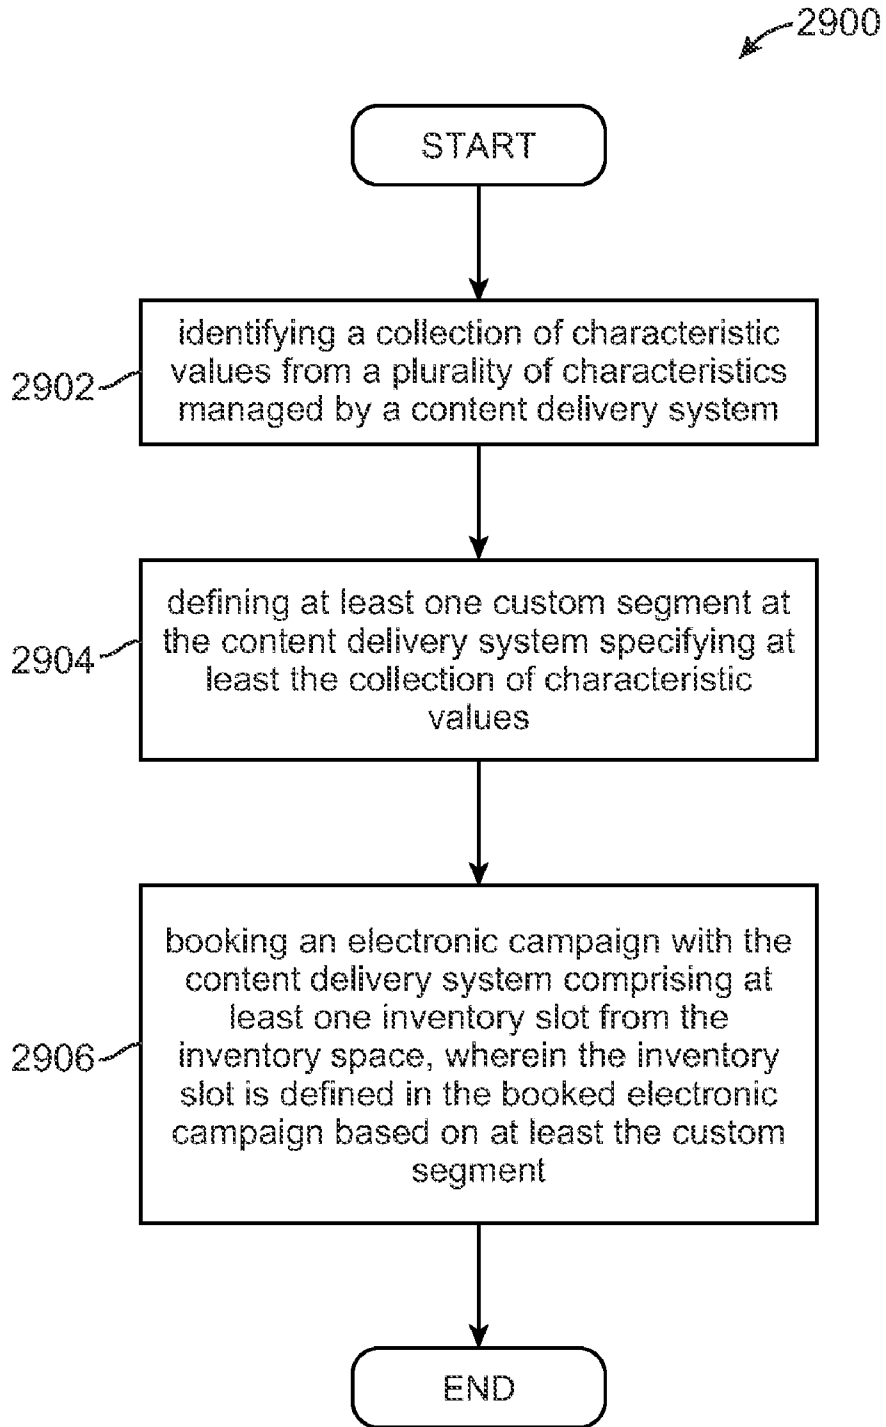 2900
START
identifying a collection of characteristic
values from a plurality of characteristics
managed by a content delivery system
2902
defining at least one custom segment at
the content delivery system specifying at
least the collection of characteristic
values
2904
booking an electronic campaign with the
content delivery system comprising at
least one inventory slot from the
inventory space, wherein the inventory
slot is defined in the booked electronic
campaign based on at least the custom
segment
2906
END